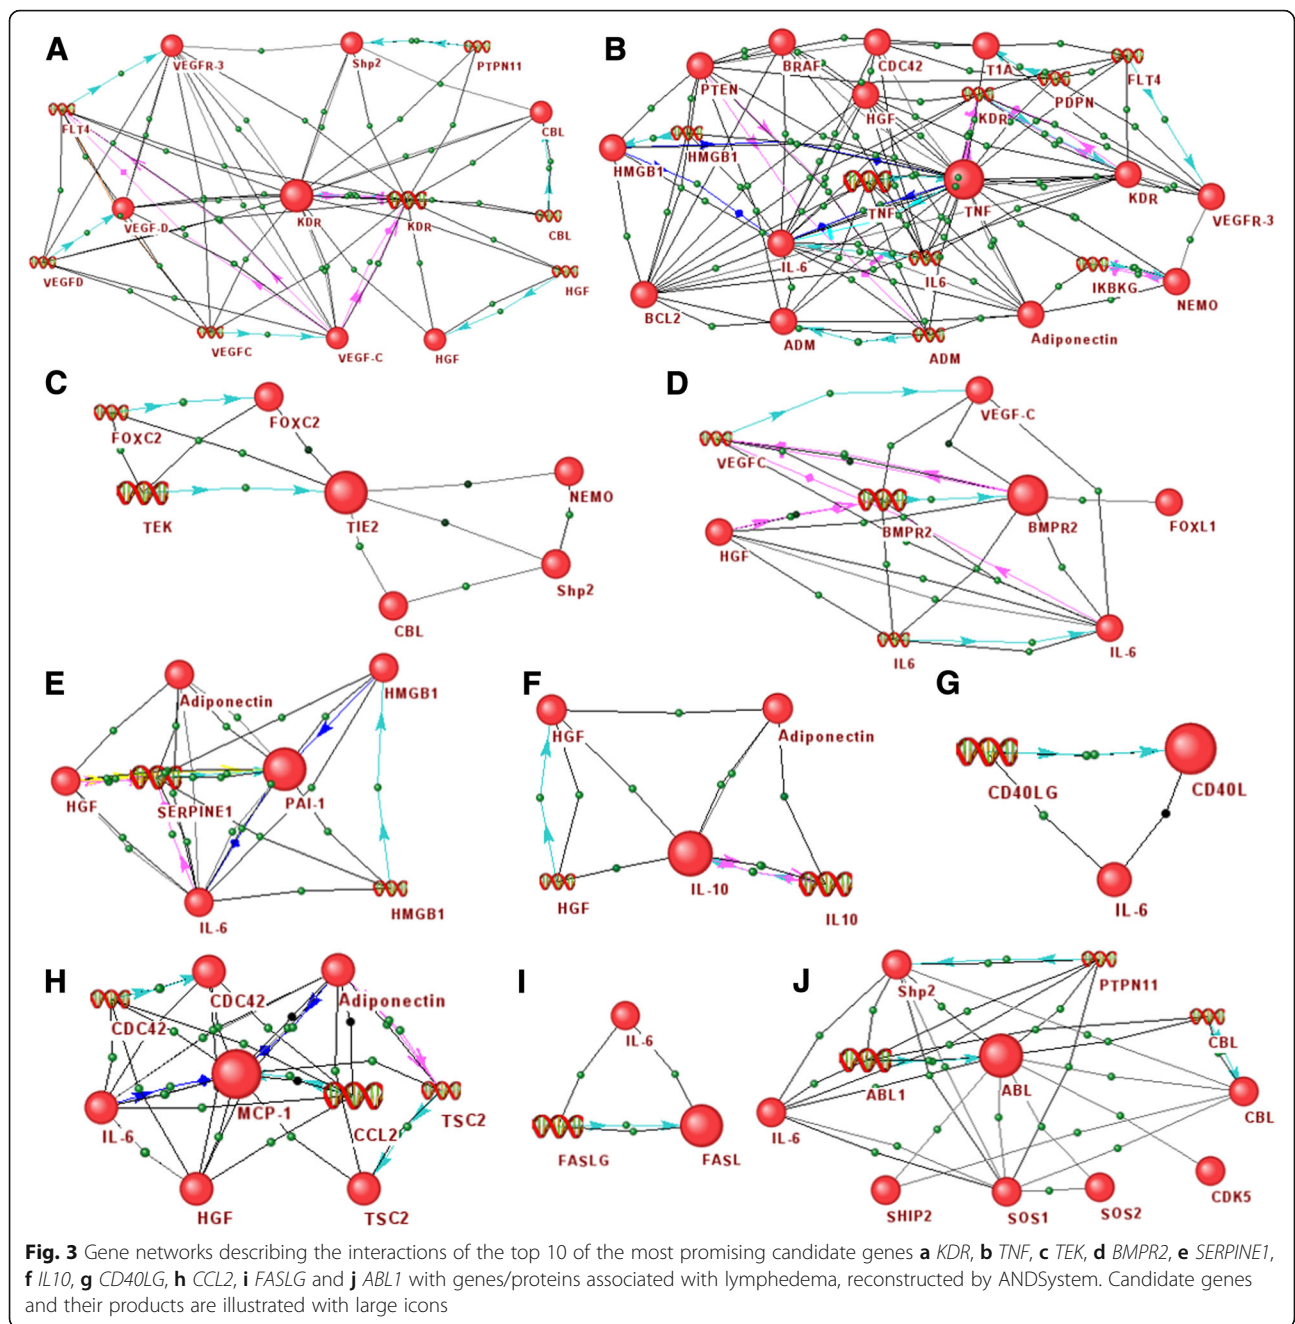 A
VEGFR-3
Shp2
PTPN11
FLT4
CBL
VEGF-D
KDR
KDR
CBL
VEGFD
HGF
VEGFC
VEGF-C
HGF
B
BRAF
CDC42
T1A
FLT4
PTEN
PDPN
HGF
KDR
HMGB1
HMGB1
TNF
TNF
KDR
VEGFR-3
IL-6
IL6
IKBKG
NEMO
BCL2
ADM
ADM
Adiponectin
C
FOXC2
FOXC2
TEK
TIE2
NEMO
Shp2
CBL
D
VEGF-C
VEGFC
BMPR2
BMPR2
FOXL1
HGF
IL6
IL-6
E
Adiponectin
HMGB1
HGF
SERPINE1
PAI-1
IL-6
HMGB1
F
HGF
Adiponectin
IL-10
HGF
IL10
G
CD40LG
CD40L
IL-6
H
CDC42
Adiponectin
CDC42
MCP-1
IL-6
CCL2
TSC2
HGF
TSC2
I
IL-6
FASLG
FASL
J
Shp2
PTPN11
CBL
ABL1
ABL
IL-6
CBL
SHIP2
SOS1
SOS2
CDK5
Fig. 3 Gene networks describing the interactions of the top 10 of the most promising candidate genes a KDR, b TNF, c TEK, d BMPR2, e SERPINE1,
f IL10, g CD40LG, h CCL2, i FASLG and j ABL1 with genes/proteins associated with lymphedema, reconstructed by ANDSystem. Candidate genes
and their products are illustrated with large icons